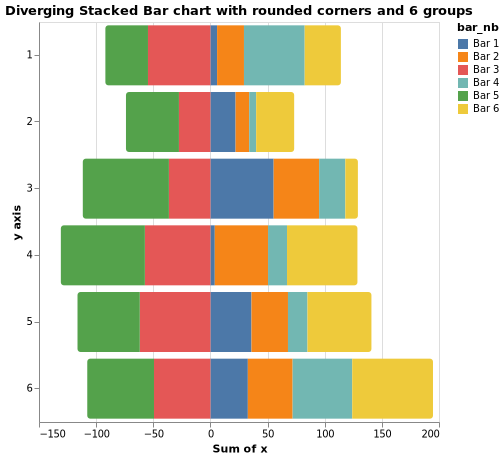 Diverging Stacked Bar chart with rounded corners and 6 groups
bar_nb
Bar 1
Bar 2
Bar 3
Bar 4
Bar 5
Bar 6
y axis
1
2
3
4
5
6
−150 −100 −50 0 50 100 150 200
Sum of x